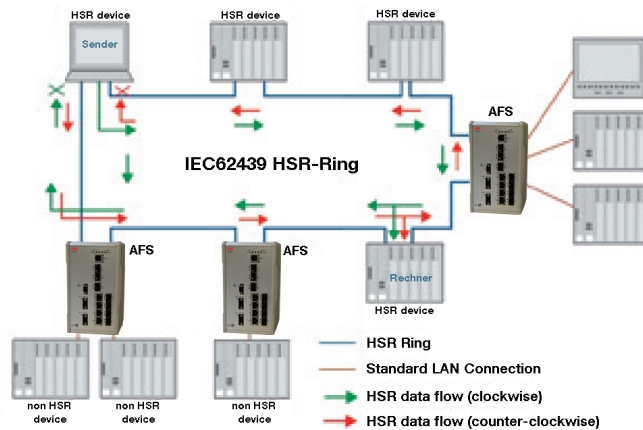 HSR device
HSR device
HSR device
Sender
AFS
IEC62439 HSR-Ring
AFS
AFS
Rechner
HSR device
HSR Ring
Standard LAN Connection
HSR data flow (clockwise)
HSR data flow (counter-clockwise)
non HSR
device
non HSR
device
non HSR
device